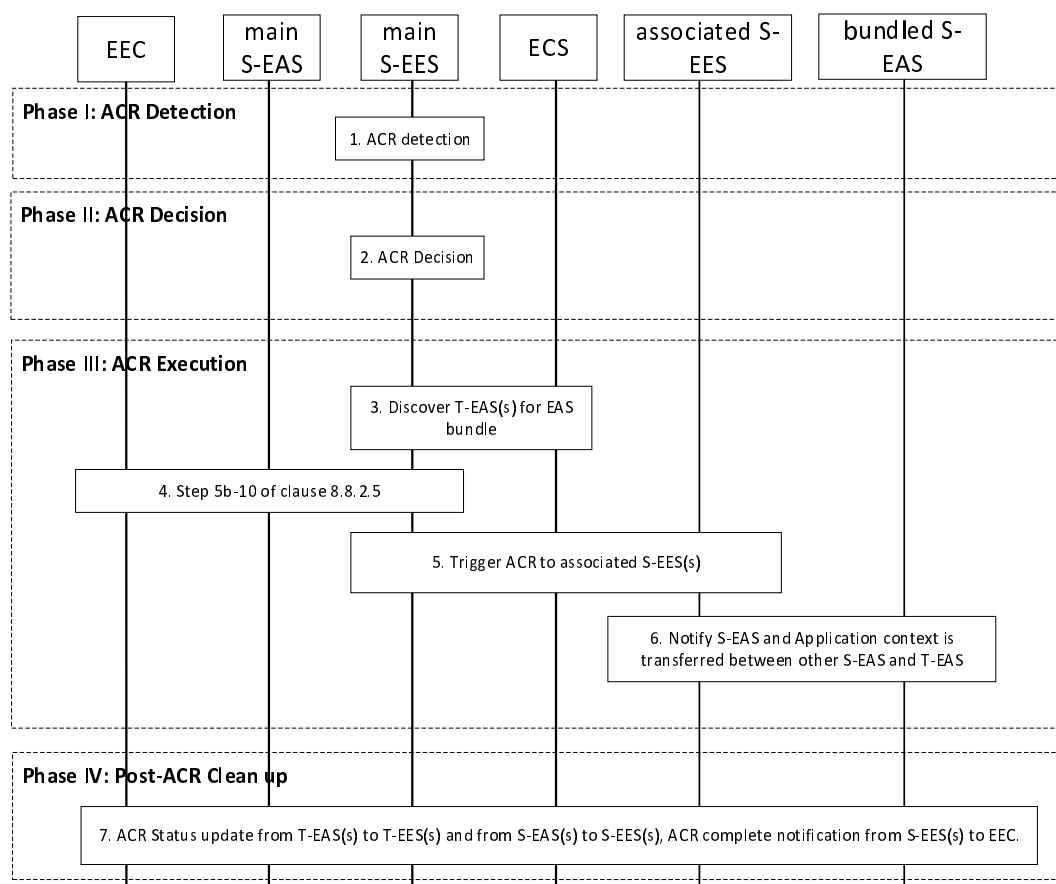 EEC
main
S-EAS
main
S-EES
ECS
associated S-
EES
bundled S-
EAS
Phase I: ACR Detection
1. ACR detection
Phase II: ACR Decision
2. ACR Decision
Phase III: ACR Execution
3. Discover T-EAS(s) for EAS
bundle
4. Step 5b-10 of clause 8.8.2.5
5. Trigger ACR to associated S-EES(s)
6. Notify S-EAS and Application context is
transferred between other S-EAS and T-EAS
Phase IV: Post-ACR Clean up
7. ACR Status update from T-EAS(s) to T-EES(s) and from S-EAS(s) to S-EES(s), ACR complete notification from S-EES(s) to EEC.